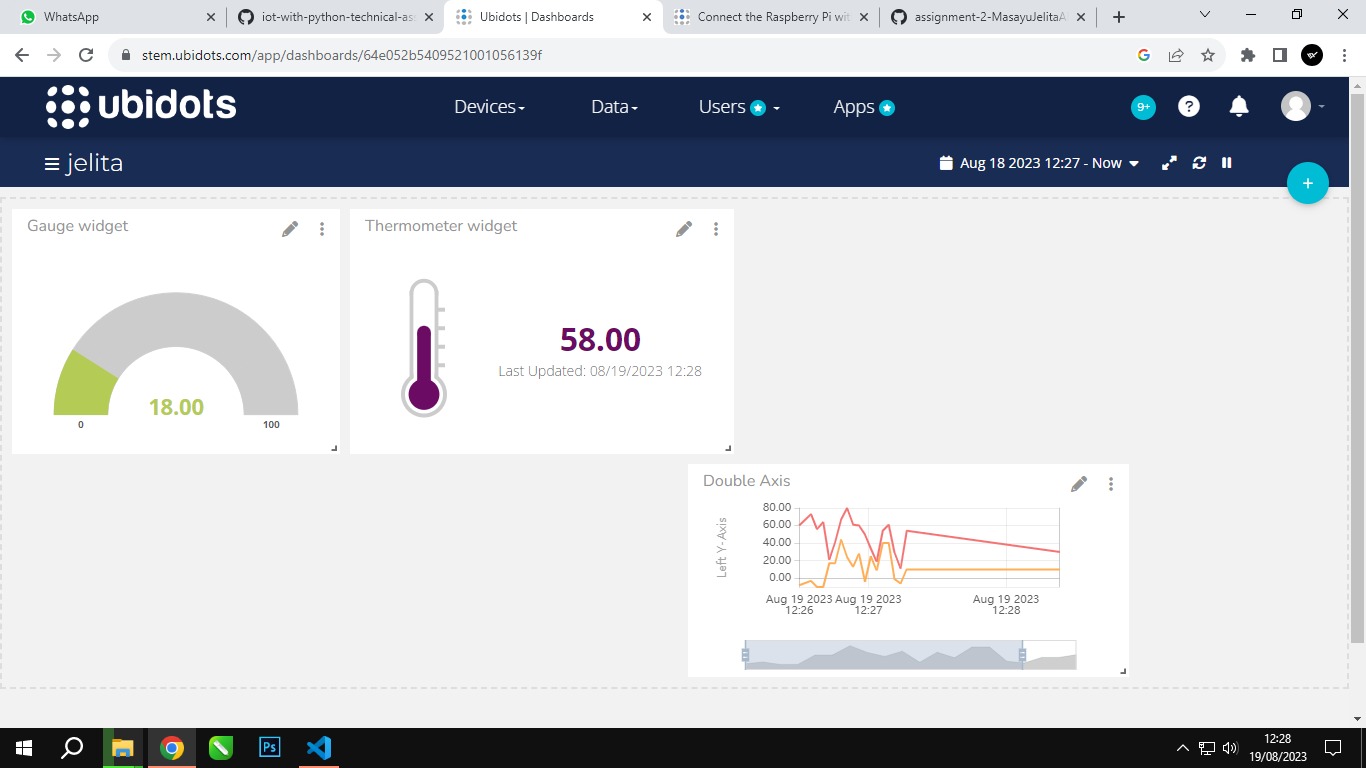 WhatsApp
iot-with-python-technical-ass
Ubidots | Dashboards
Connect the Raspberry Pi wit
assignment-2-MasayuJelitaA
stem.ubidots.com/app/dashboards/64e052b5409521001056139f
ubidots
Devices
Data
Users
Apps
9+
?
jelita
Aug 18 2023 12:27 - Now
+
Gauge widget
18.00
0
100
Thermometer widget
58.00
Last Updated: 08/19/2023 12:28
Double Axis
Left Y-Axis
80.00
60.00
40.00
20.00
0.00
Aug 19 2023 Aug 19 2023 Aug 19 2023
12:26 12:27 12:28
Ps
12:28
19/08/2023